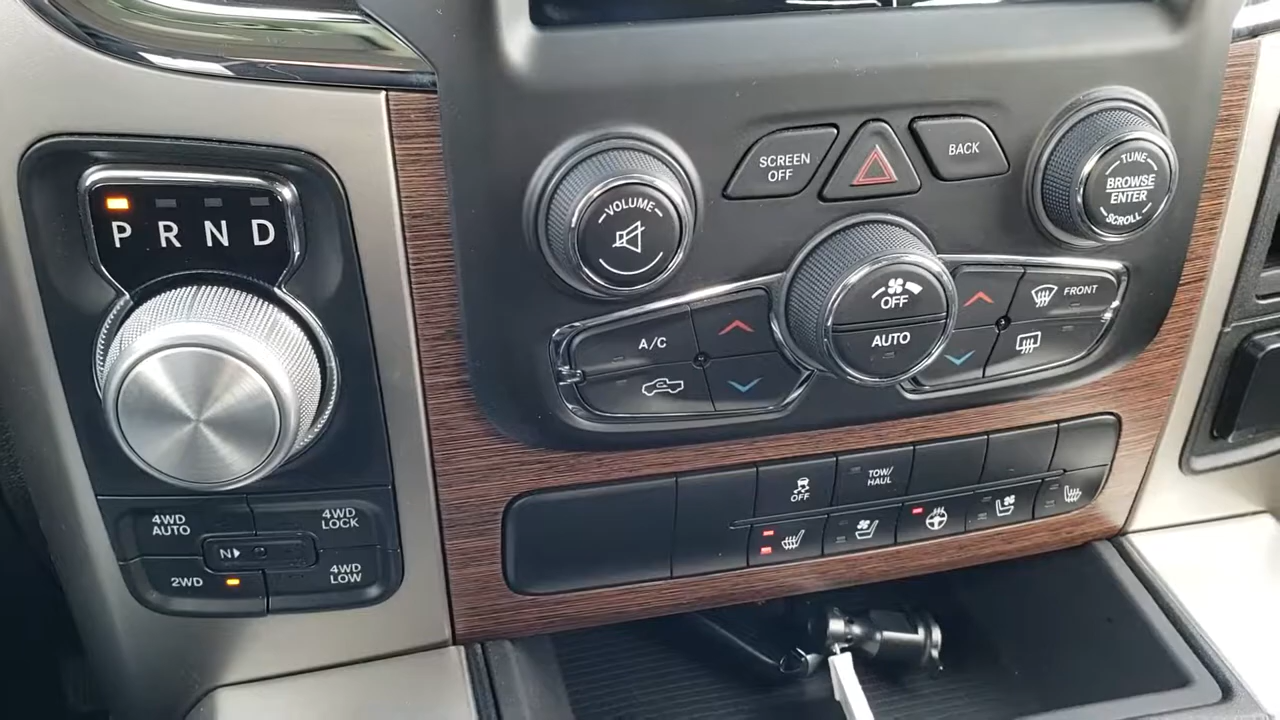 P R N D
4WD
AUTO
4WD
LOCK
N
2WD
4WD
LOW
VOLUME
SCREEN
OFF
BACK
TUNE
BROWSE
ENTER
SCROLL
A/C
OFF
AUTO
FRONT
OFF
TOW/
HAUL